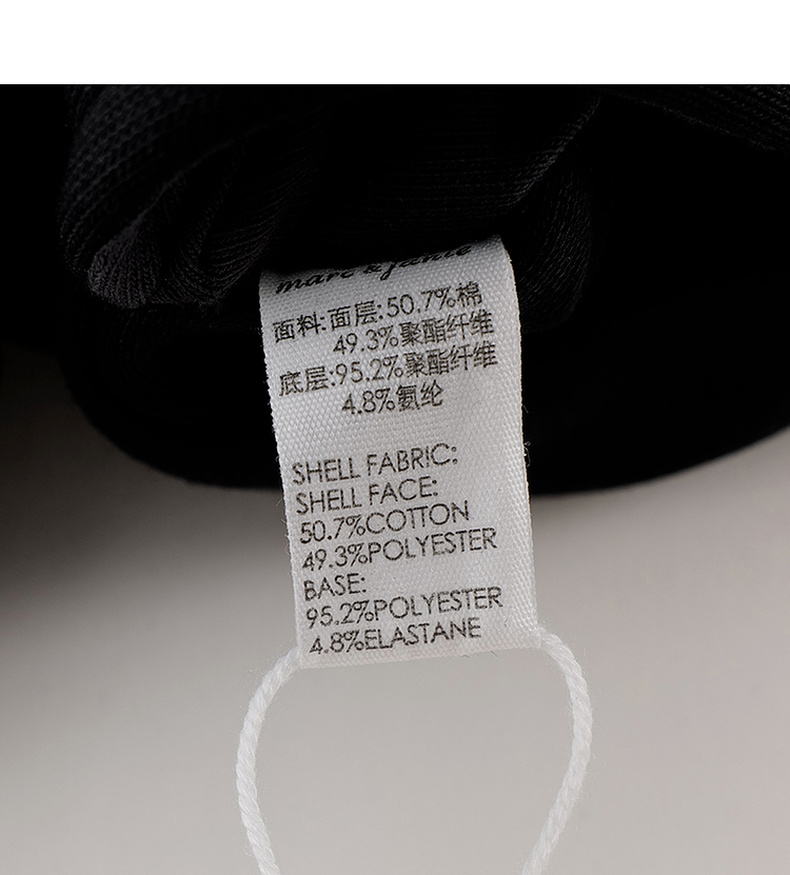 marc & janie
面料:面层:50.7%棉
49.3%聚酯纤维
底层:95.2%聚酯纤维
4.8%氨纶
SHELL FABRIC:
SHELL FACE:
50.7%COTTON
49.3%POLYESTER
BASE:
95.2%POLYESTER
4.8%ELASTANE